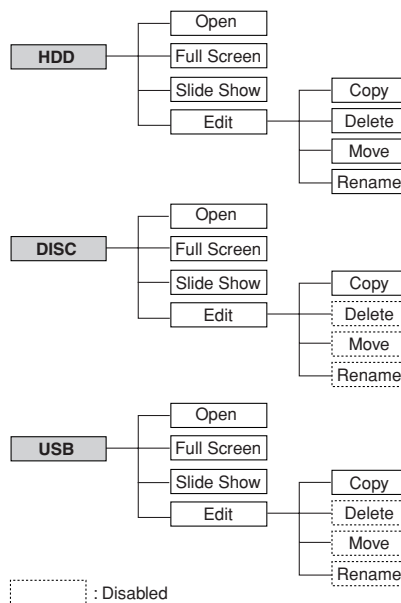 Open
HDD
Full Screen
Slide Show
Copy
Edit
Delete
Move
Rename
Open
DISC
Full Screen
Slide Show
Copy
Edit
Delete
Move
Rename
Open
USB
Full Screen
Slide Show
Copy
Edit
Delete
Move
Rename
: Disabled